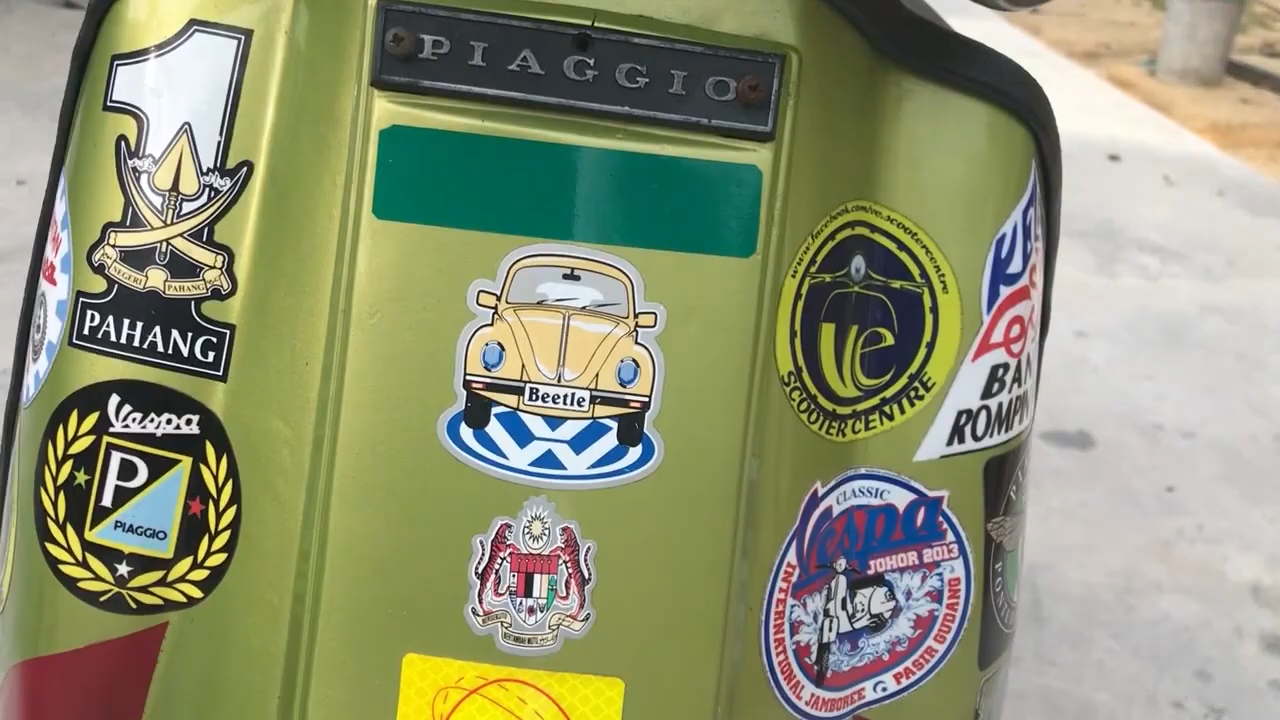 PIAGGIO
NEGERI PAHANG
PAHANG
Vespa
P
PIAGGIO
Beetle
www.facebook.com/ve.scootercentre
Ve
SCOOTER CENTRE
BAN
ROMPIN
CLASSIC
Vespa
JOHOR 2013
INTERNATIONAL JAMBOREE
PASIR GUDANG